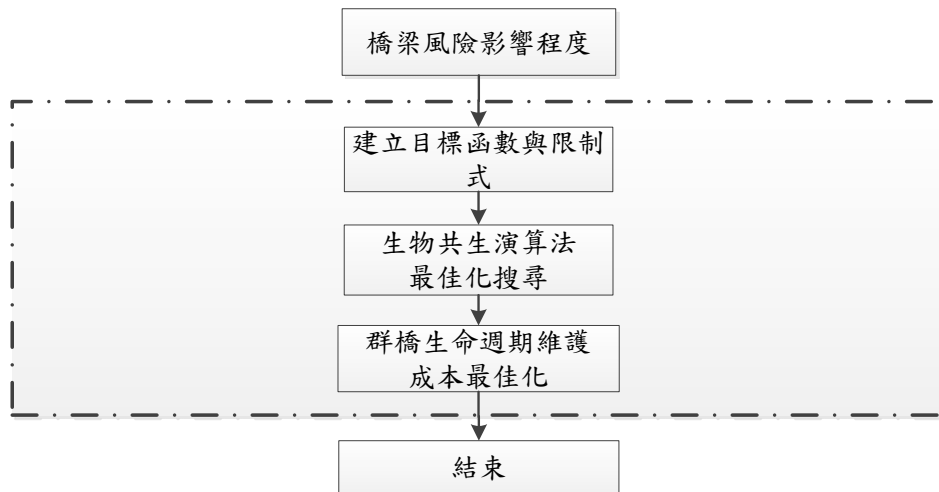 橋梁風險影響程度
建立目標函數與限制
式
生物共生演算法
最佳化搜尋
群橋生命週期維護
成本最佳化
結束